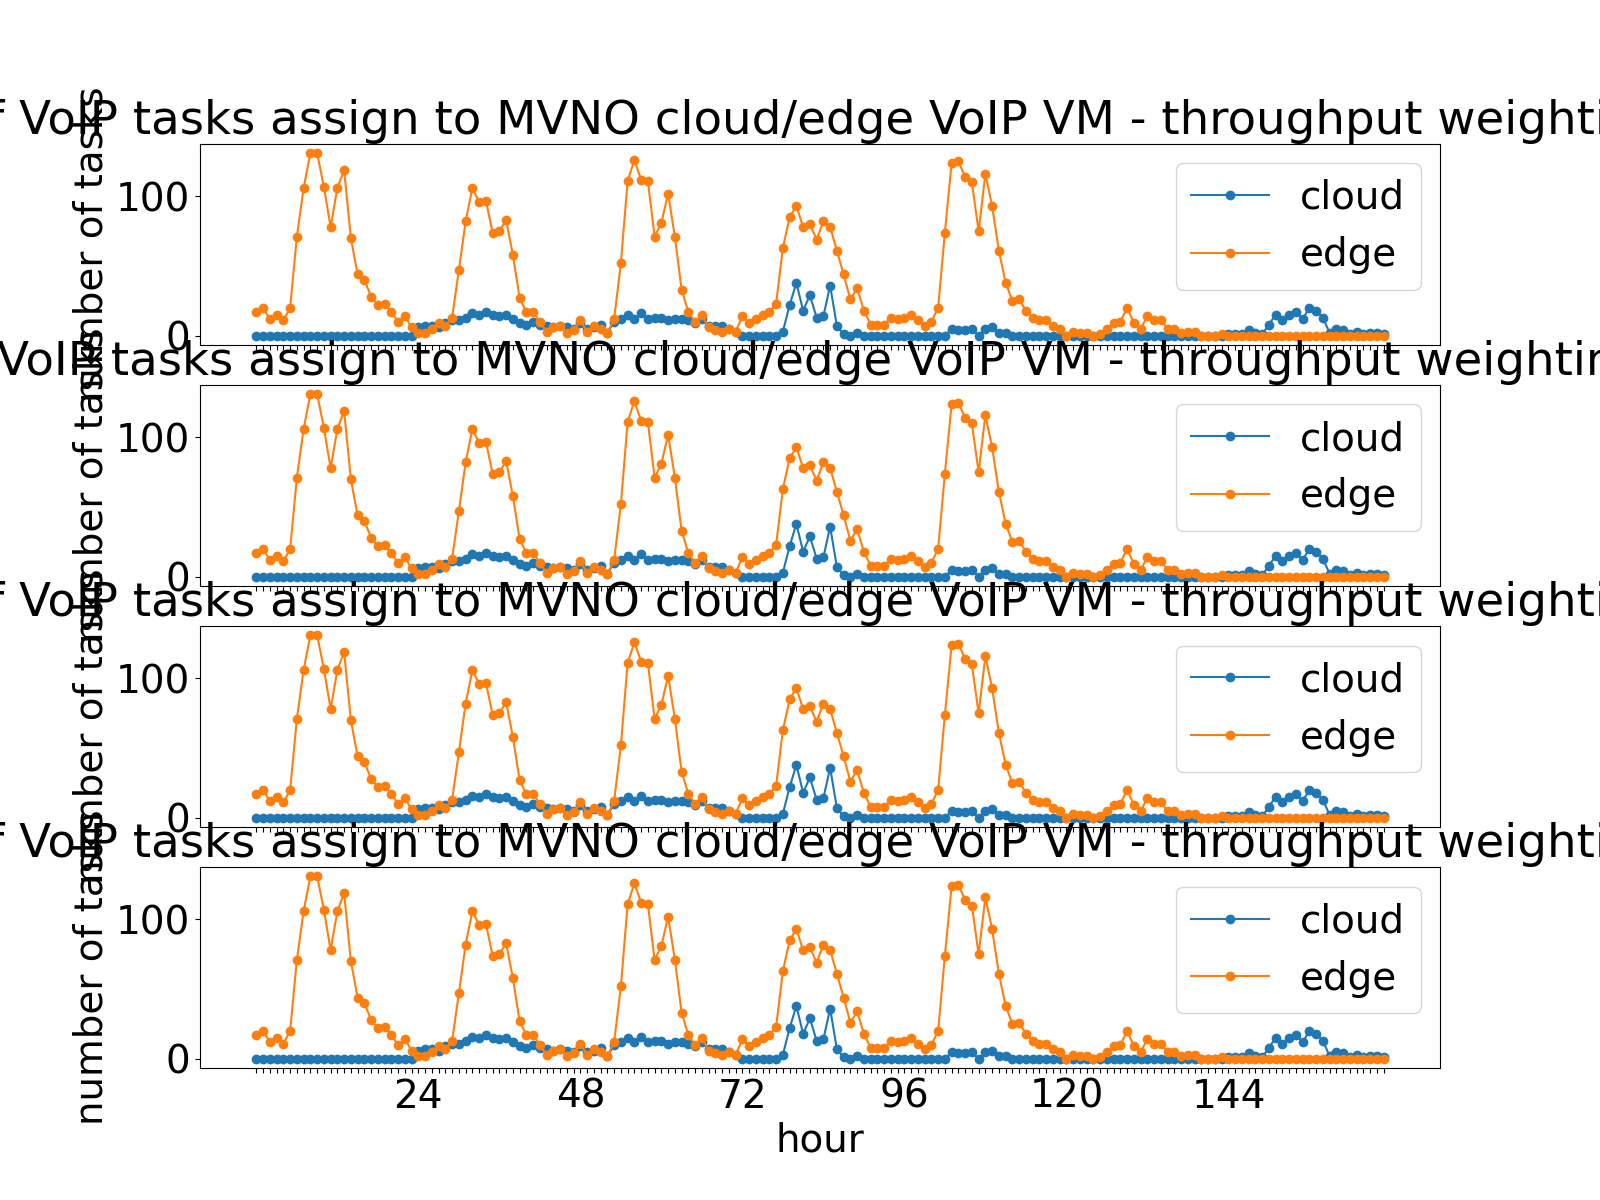 f VoIP tasks assign to MVNO cloud/edge VoIP VM - throughput weighti
number of tasks
100
0
cloud
edge
VoIP tasks assign to MVNO cloud/edge VoIP VM - throughput weightin
number of tasks
100
0
cloud
edge
f VoIP tasks assign to MVNO cloud/edge VoIP VM - throughput weighti
number of tasks
100
0
cloud
edge
f VoIP tasks assign to MVNO cloud/edge VoIP VM - throughput weighti
number of tasks
100
0
cloud
edge
24 48 72 96 120 144
hour